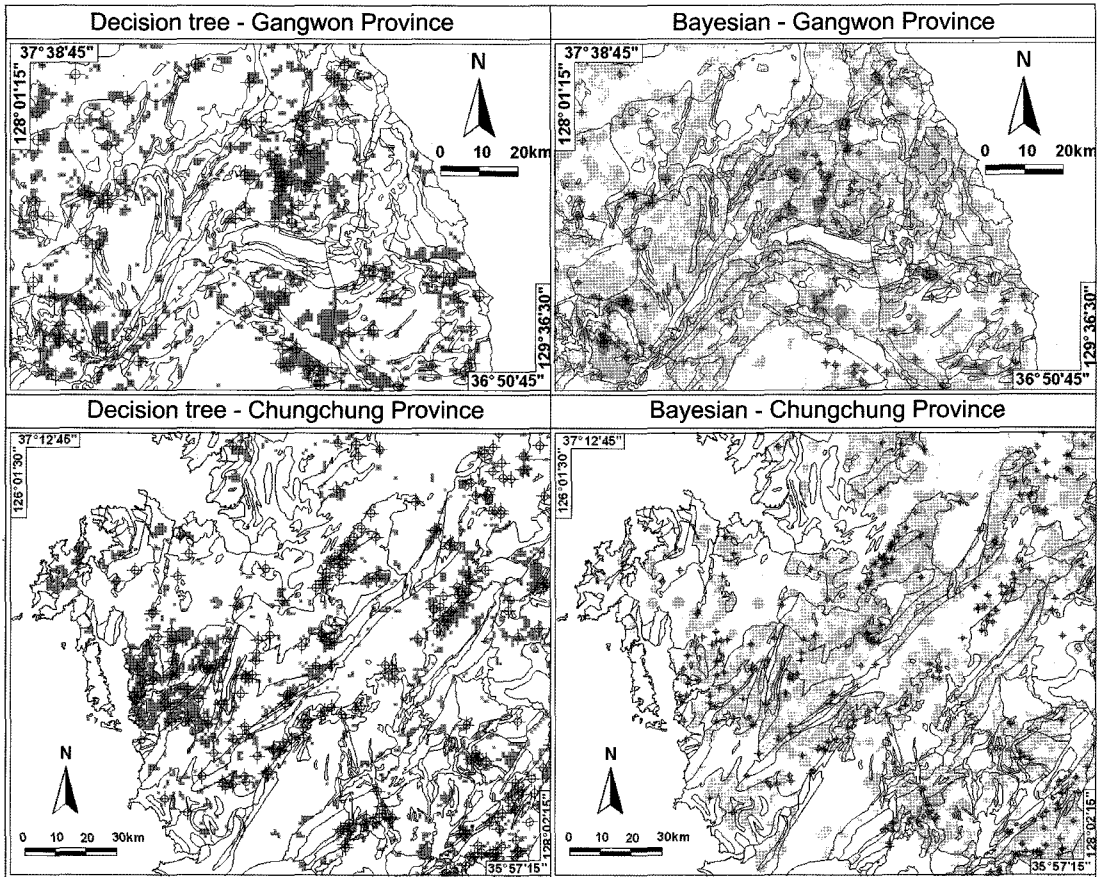 Decision tree - Gangwon Province
Bayesian - Gangwon Province
37° 38'45"
128° 01'15"
N
0 10 20km
129° 36'30"
36° 50'45"
37° 38'45"
128° 01'15"
N
0 10 20km
129° 36'30"
36° 50'45"
Decision tree - Chungchung Province
Bayesian - Chungchung Province
37° 12'45"
126° 01'30"
N
0 10 20 30km
128° 02'15"
35° 57'15"
37° 12'45"
126° 01'30"
N
0 10 20 30km
128° 02'15"
35° 57'15"